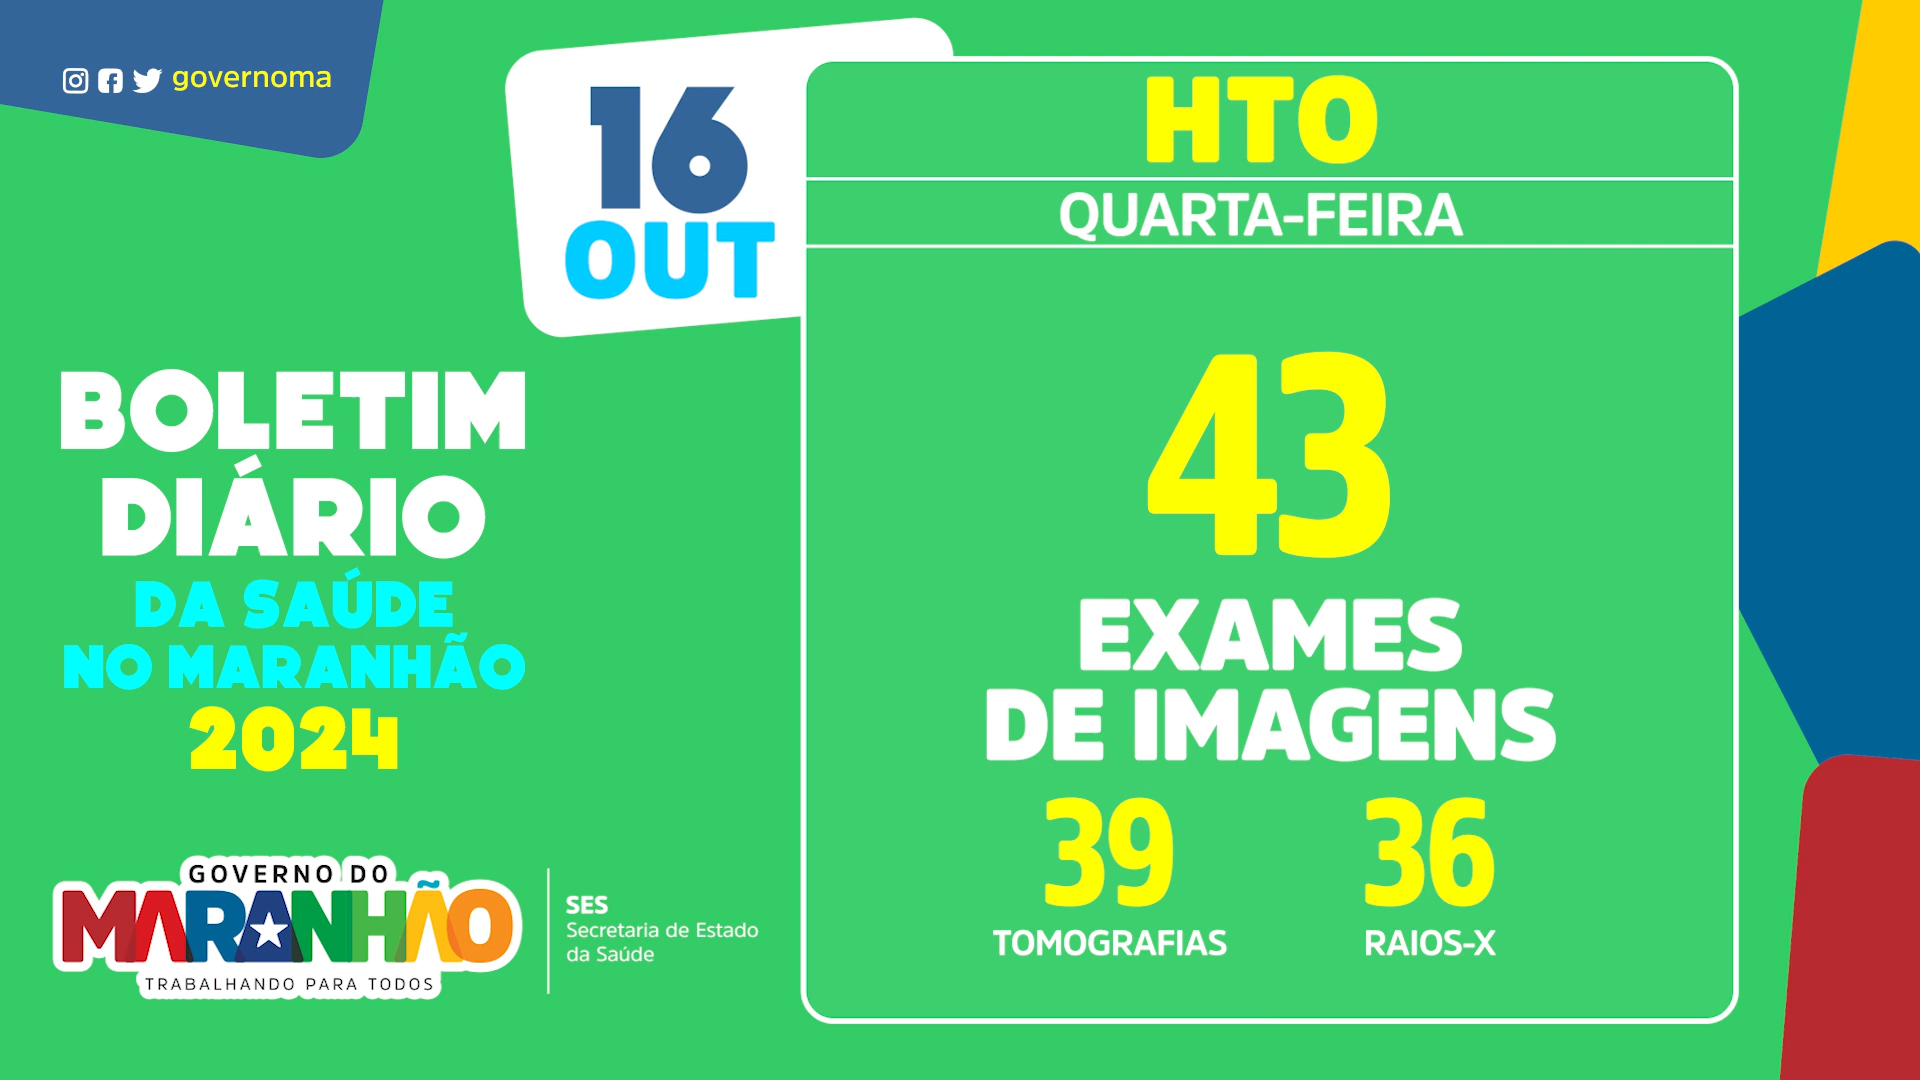 governoma
16
OUT
BOLETIM
DIÁRIO
DA SAÚDE
NO MARANHÃO
2024
GOVERNO DO
MARANHÃO
TRABALHANDO PARA TODOS
SES
Secretaria de Estado
da Saúde
HTO
QUARTA-FEIRA
43
EXAMES
DE IMAGENS
39 36
TOMOGRAFIAS RAIOS-X